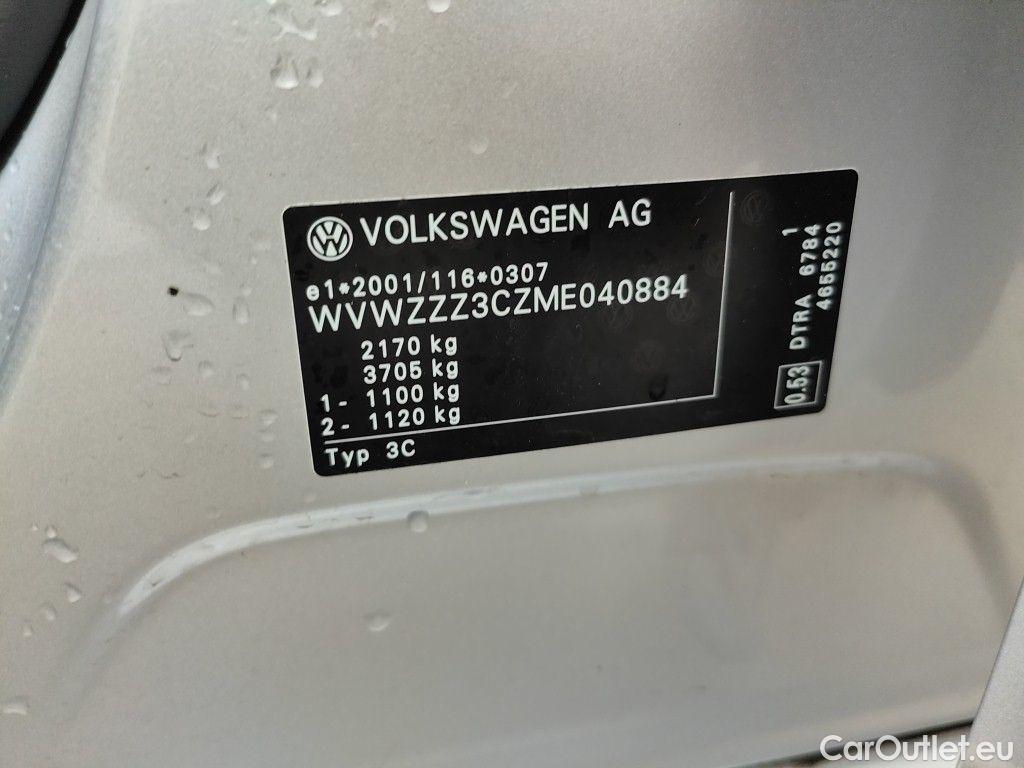 VOLKSWAGEN AG
e1*2001/116*0307
WVWZZZ3CZME040884
2170 kg
3705 kg
1- 1100 kg
2- 1120 kg
Typ 3C
1
0.53 DTRA 6784
4655220
CarOutlet.eu